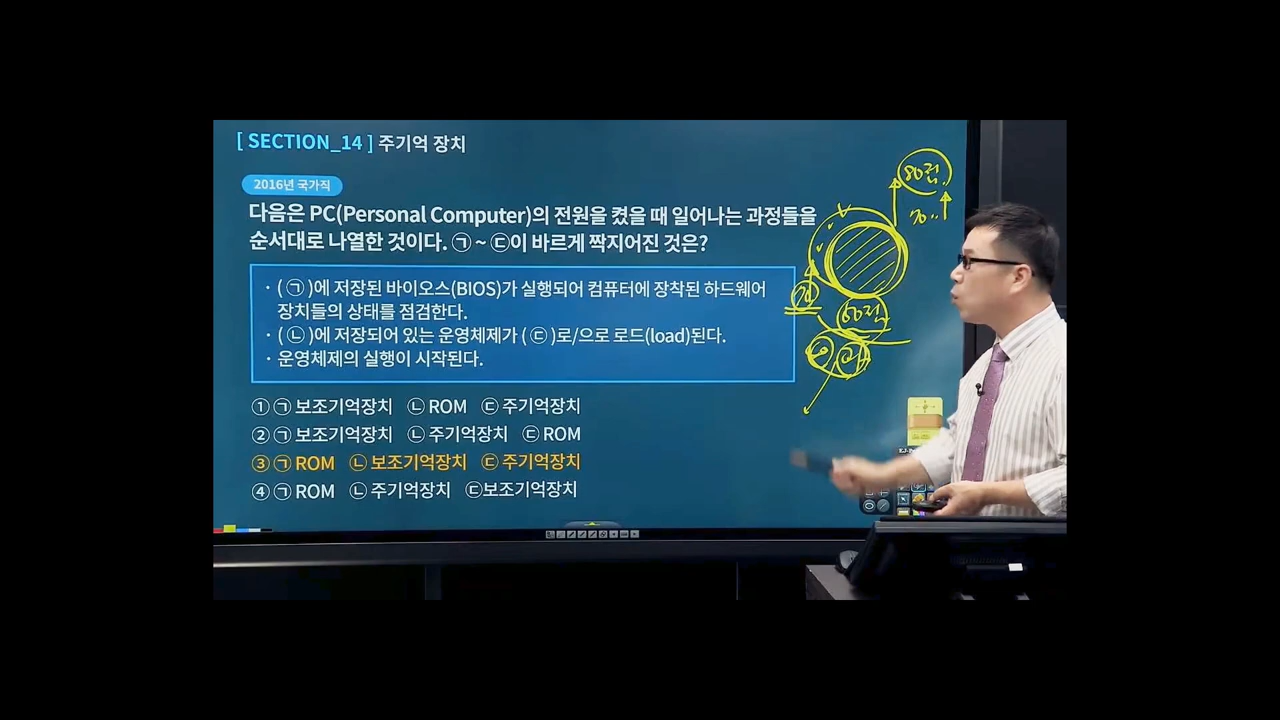 [ SECTION_14 ] 주기억 장치
2016년 국가직
다음은 PC(Personal Computer)의 전원을 켰을 때 일어나는 과정들을
순서대로 나열한 것이다. ㉠ ~ ㉢이 바르게 짝지어진 것은?
· ( ㉠ )에 저장된 바이오스(BIOS)가 실행되어 컴퓨터에 장착된 하드웨어
장치들의 상태를 점검한다.
· ( ㉡ )에 저장되어 있는 운영체제가 ( ㉢ )로/으로 로드(load)된다.
· 운영체제의 실행이 시작된다.
① ㉠ 보조기억장치 ㉡ ROM ㉢ 주기억장치
② ㉠ 보조기억장치 ㉡ 주기억장치 ㉢ ROM
③ ㉠ ROM ㉡ 보조기억장치 ㉢ 주기억장치
④ ㉠ ROM ㉡ 주기억장치 ㉢보조기억장치
80점
70..
60점